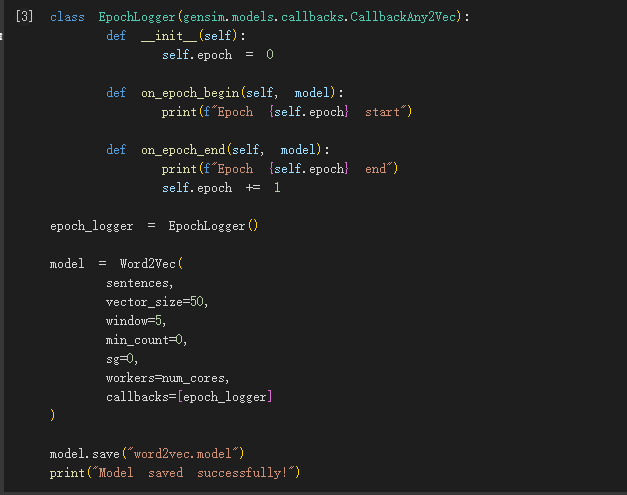 [3] class EpochLogger(gensim.models.callbacks.CallbackAny2Vec):
def __init__(self):
self.epoch = 0
def on_epoch_begin(self, model):
print(f"Epoch {self.epoch} start")
def on_epoch_end(self, model):
print(f"Epoch {self.epoch} end")
self.epoch += 1
epoch_logger = EpochLogger()
model = Word2Vec(
sentences,
vector_size=50,
window=5,
min_count=0,
sg=0,
workers=num_cores,
callbacks=[epoch_logger]
)
model.save("word2vec.model")
print("Model saved successfully!")